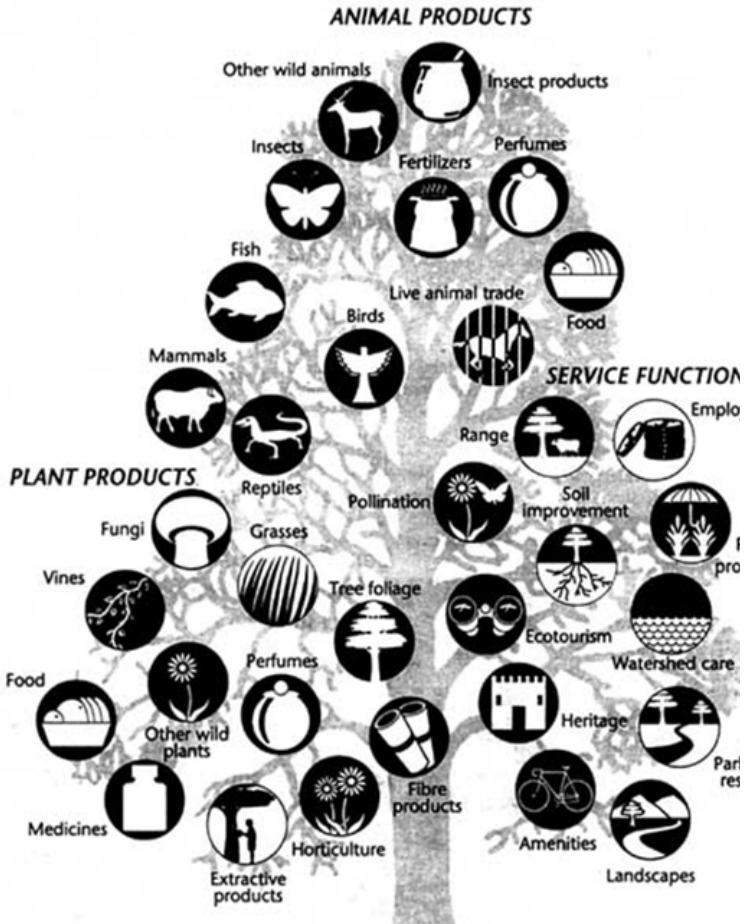 ANIMAL PRODUCTS
Other wild animals
Insect products
Insects
Fertilizers
Perfumes
Fish
Live animal trade
Birds
Food
Mammals
Reptiles
SERVICE FUNCTION
Range
Employ
Pollination
Soil
improvement
Ecotourism
Watershed care
Heritage
Amenities
Landscapes
PLANT PRODUCTS
Fungi
Grasses
Vines
Tree foliage
Food
Perfumes
Other wild
plants
Fibre
products
Medicines
Horticulture
Extractive
products